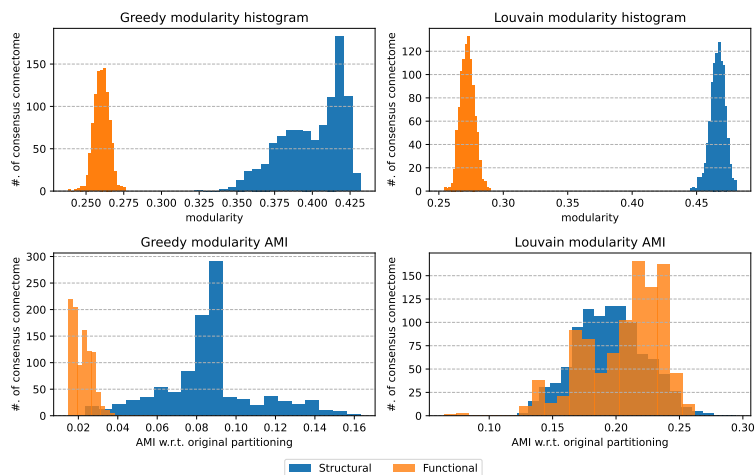 Greedy modularity histogram
#. of consensus connectome
150
100
50
0
0.250 0.275 0.300 0.325 0.350 0.375 0.400 0.425
modularity
Louvain modularity histogram
#. of consensus connectome
120
100
80
60
40
20
0
0.25 0.30 0.35 0.40 0.45
modularity
Greedy modularity AMI
#. of consensus connectome
300
250
200
150
100
50
0
0.02 0.04 0.06 0.08 0.10 0.12 0.14 0.16
AMI w.r.t. original partitioning
Louvain modularity AMI
#. of consensus connectome
150
125
100
75
50
25
0
0.10 0.15 0.20 0.25 0.30
AMI w.r.t. original partitioning
Structural Functional